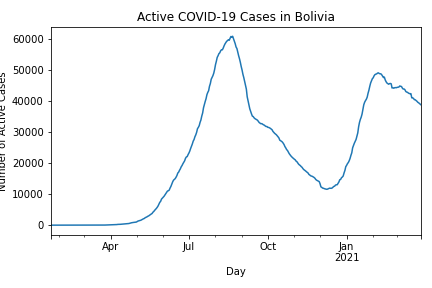 Active COVID-19 Cases in Bolivia
Number of Active Cases
60000
50000
40000
30000
20000
10000
0
Apr
Jul
Oct
Jan
2021
Day